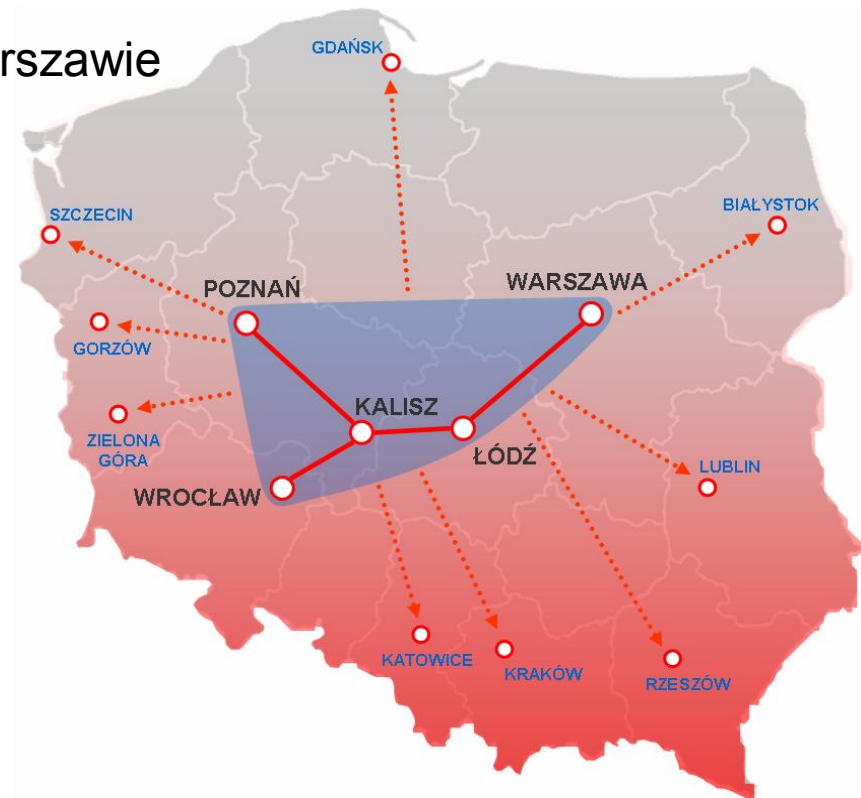 rszawie
GDAŃSK
SZCZECIN
BIAŁYSTOK
POZNAŃ
WARSZAWA
GORZÓW
KALISZ
ZIELONA
GÓRA
ŁÓDŹ
WROCŁAW
LUBLIN
KATOWICE
KRAKÓW
RZESZÓW